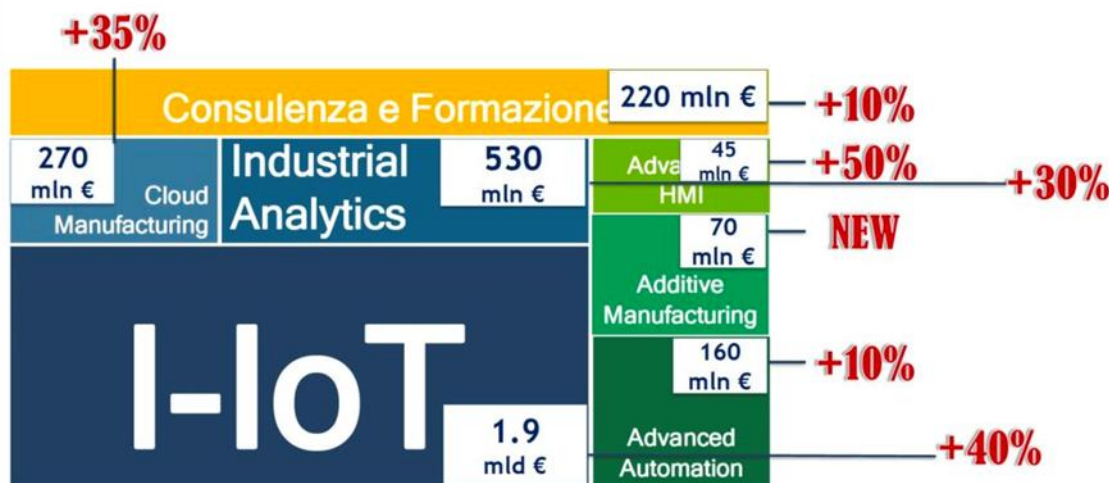 +35%
Consulenza e Formazione
220 mln €
+10%
270
mln €
Cloud
Manufacturing
Industrial
Analytics
530
mln €
45
mln €
HMI
+50%
+30%
70
mln €
NEW
Additive
Manufacturing
160
mln €
+10%
I-IoT
1.9
mld €
Advanced
Automation
+40%